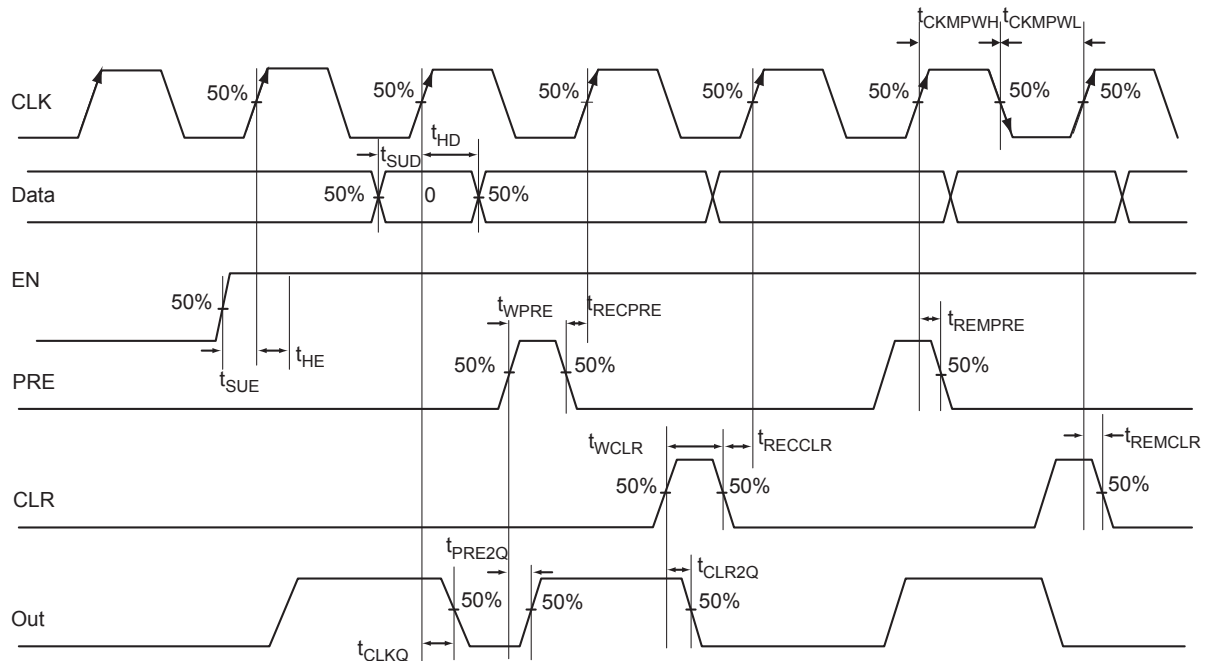 tCKMPWH tCKMPWL
CLK 50% 50% 50% 50% 50% 50% 50%
tSUD tHD
Data 50% 0 50%
EN
50% tWPRE tRECPRE tREMPRE
tSUE tHE
PRE 50% 50% 50%
tWCLR tRECCLR tREMCLR
CLR 50% 50% 50%
tPRE2Q tCLR2Q
Out 50% 50% 50%
tCLKQ